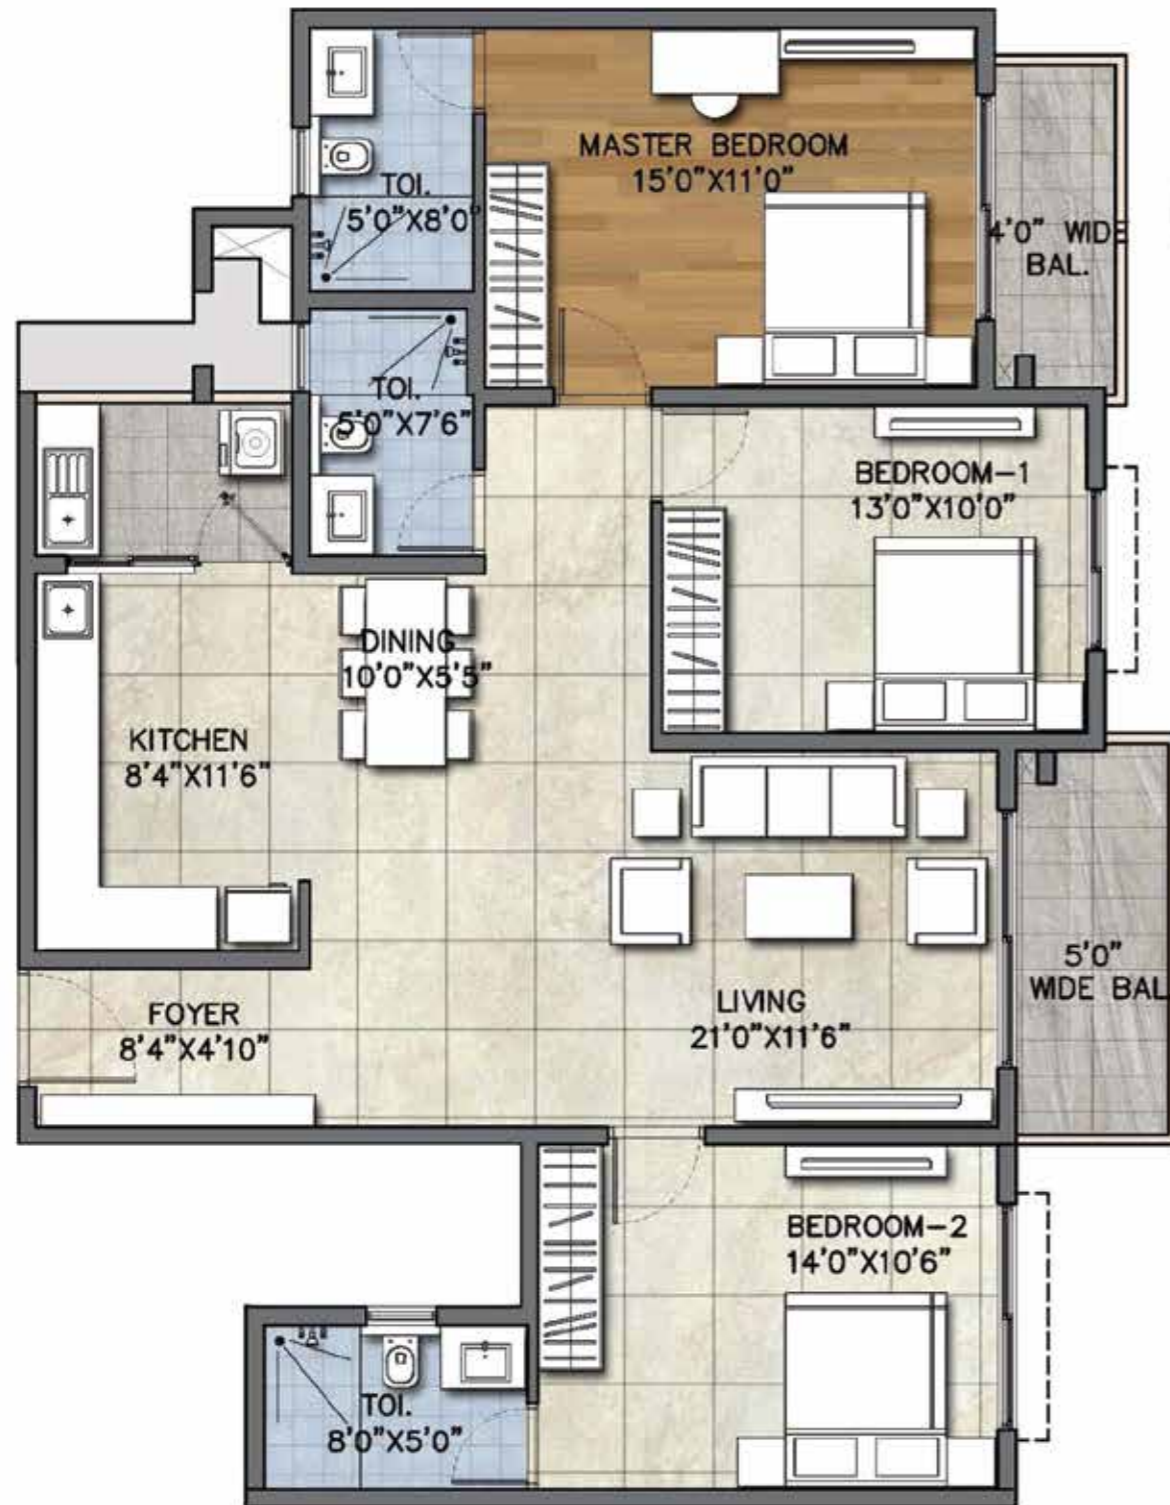 MASTER BEDROOM
15'0"X11'0"
TOI.
5'0"X8'0"
4'0" WIDE
BAL.
TOI.
5'0"X7'6"
BEDROOM-1
13'0"X10'0"
DINING
10'0"X5'5"
KITCHEN
8'4"X11'6"
5'0"
WIDE BAL
LIVING
21'0"X11'6"
FOYER
8'4"X4'10"
BEDROOM-2
14'0"X10'6"
TOI.
8'0"X5'0"